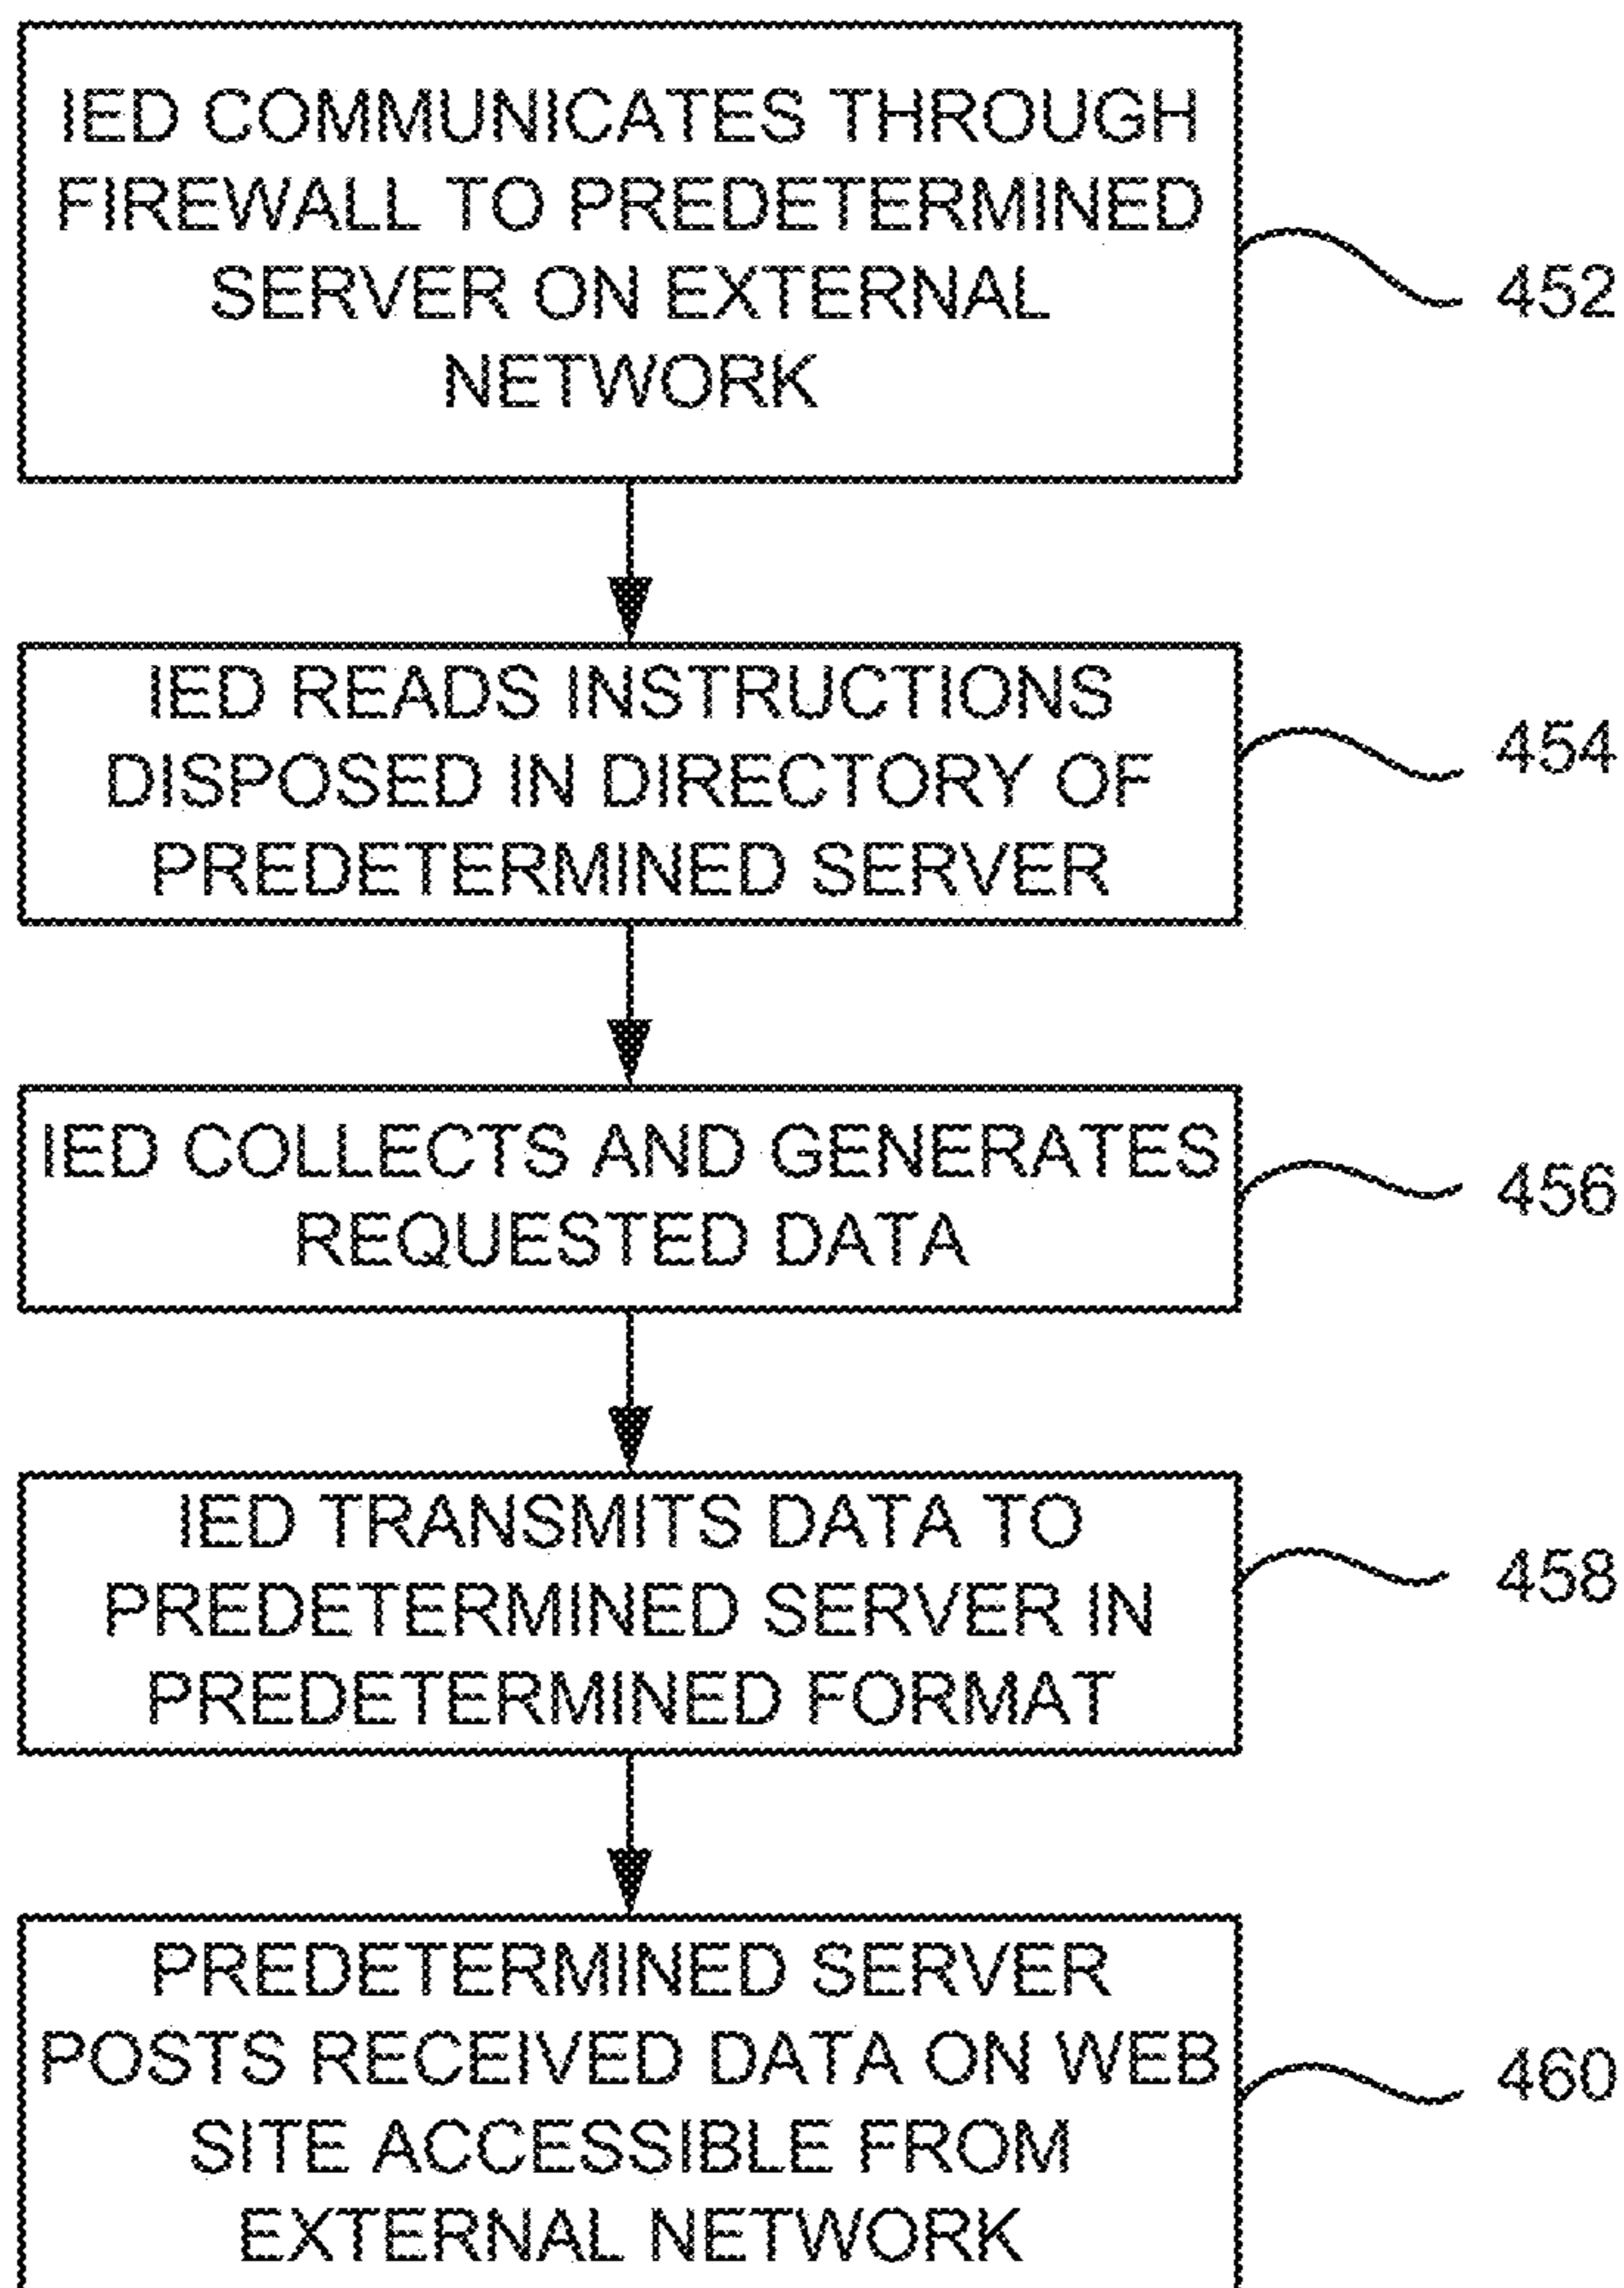 IED COMMUNICATES THROUGH
FIREWALL TO PREDETERMINED
SERVER ON EXTERNAL
NETWORK
452
IED READS INSTRUCTIONS
DISPOSED IN DIRECTORY OF
PREDETERMINED SERVER
454
IED COLLECTS AND GENERATES
REQUESTED DATA
456
IED TRANSMITS DATA TO
PREDETERMINED SERVER IN
PREDETERMINED FORMAT
458
PREDETERMINED SERVER
POSTS RECEIVED DATA ON WEB
SITE ACCESSIBLE FROM
EXTERNAL NETWORK
460